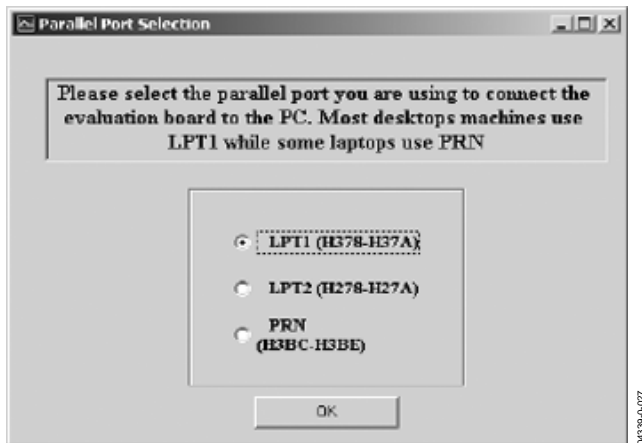 Parallel Port Selection
Please select the parallel port you are using to connect the
evaluation board to the PC. Most desktops machines use
LPT1 while some laptops use PRN
LPT1 (H378-H37A)
LPT2 (H278-H27A)
PRN
(H3BC-H3BE)
OK